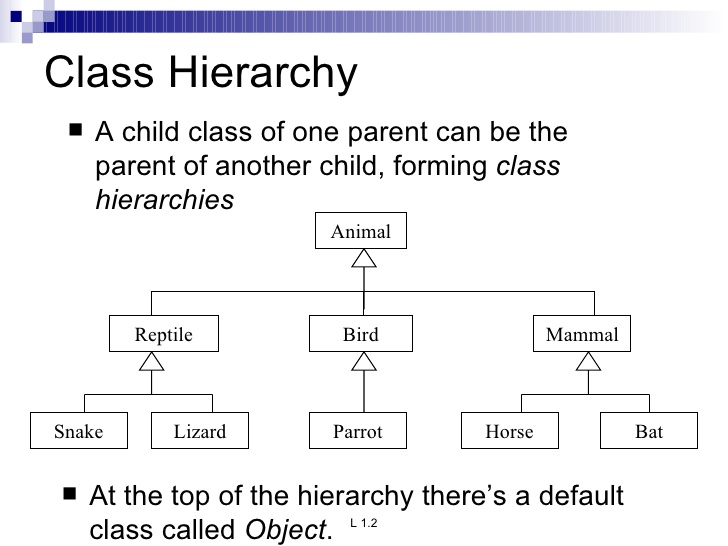 Class Hierarchy
■ A child class of one parent can be the
parent of another child, forming class
hierarchies
Animal
Reptile Bird Mammal
Snake Lizard Parrot Horse Bat
■ At the top of the hierarchy there’s a default
class called Object.
L 1.2